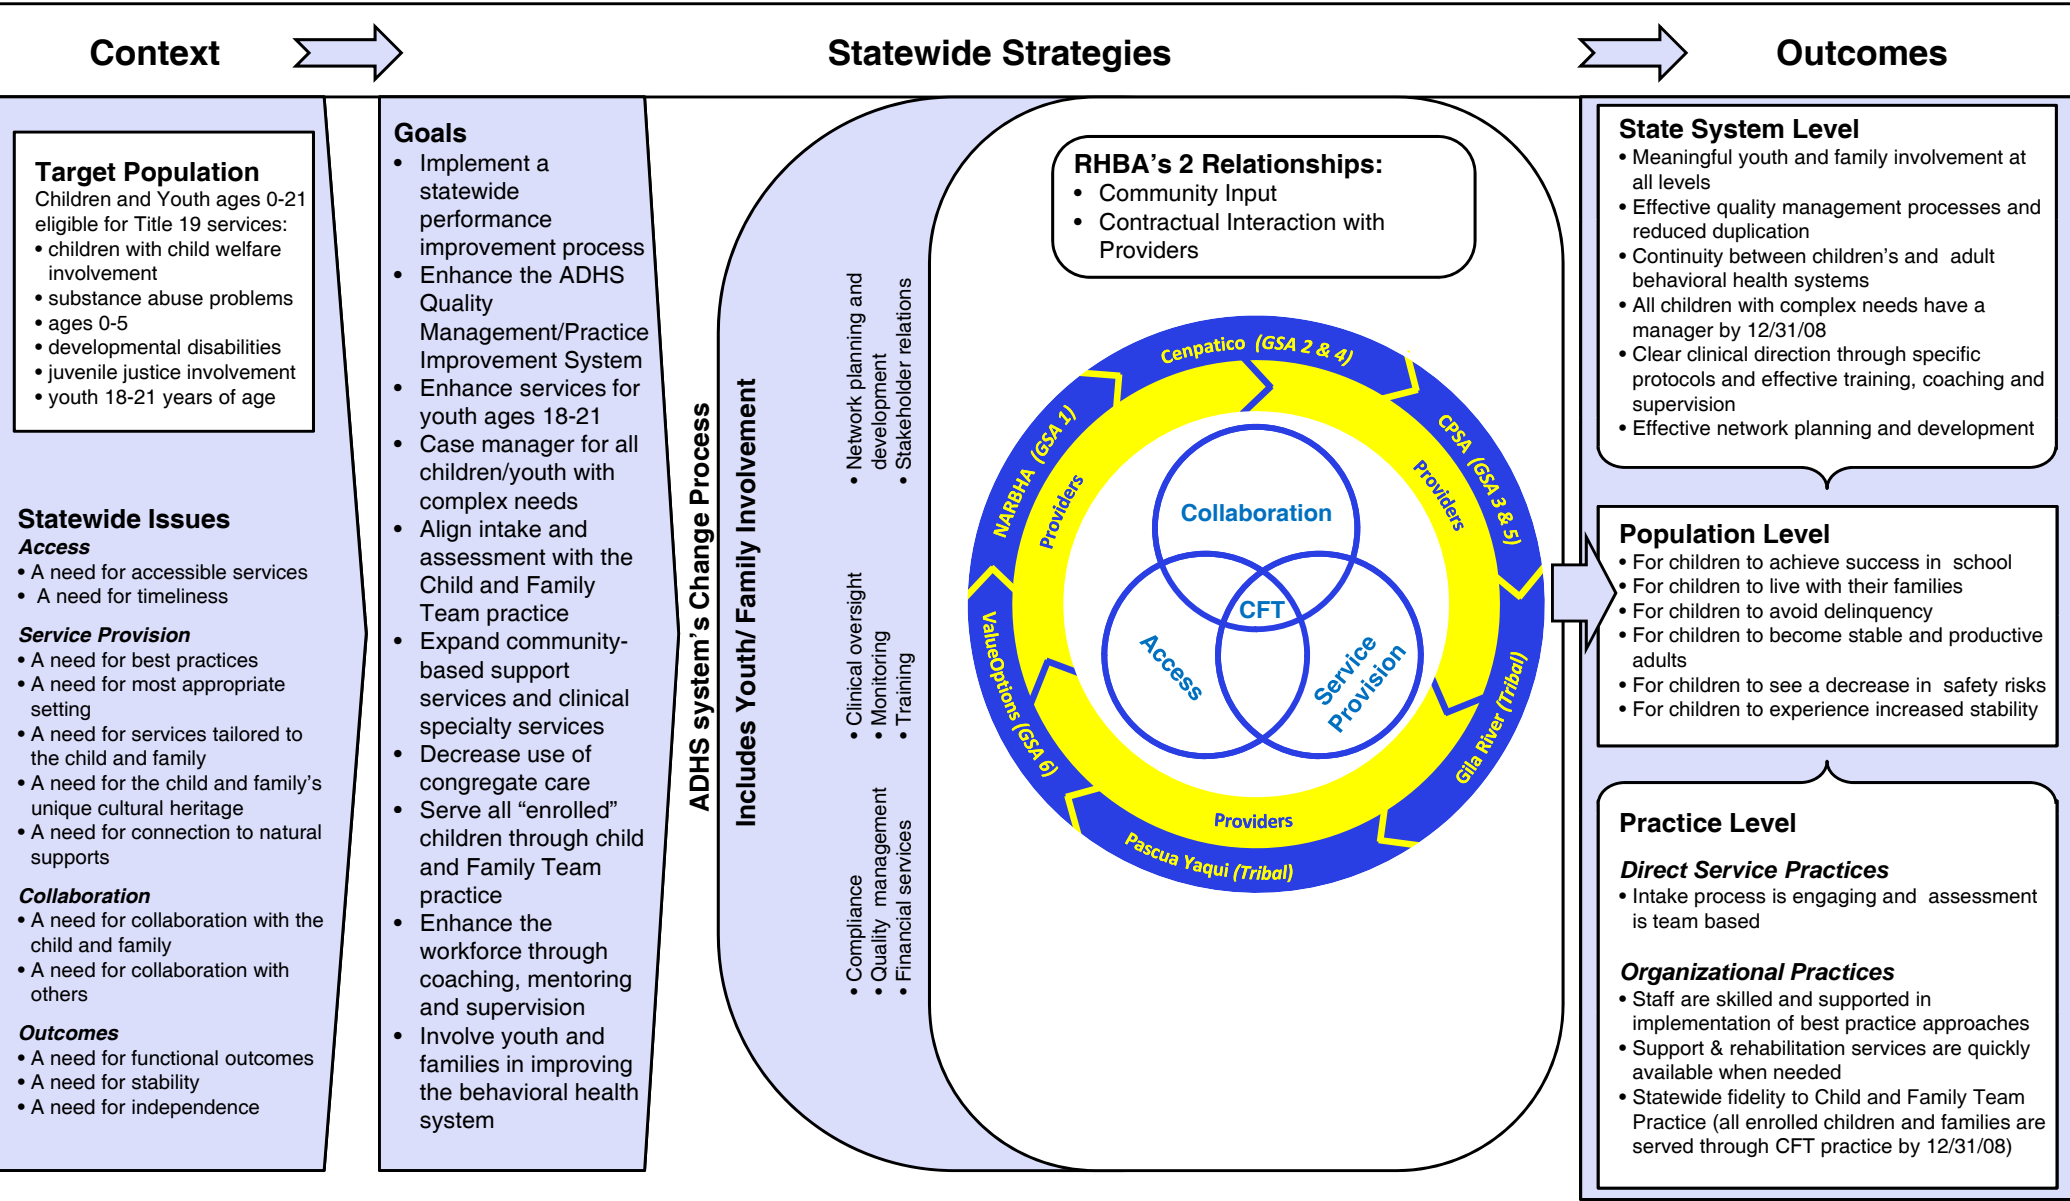 Context
Statewide Strategies
Outcomes
Target Population
Children and Youth ages 0-21
eligible for Title 19 services:
• children with child welfare
involvement
• substance abuse problems
• ages 0-5
• developmental disabilities
• juvenile justice involvement
• youth 18-21 years of age
Statewide Issues
Access
• A need for accessible services
• A need for timeliness
Service Provision
• A need for best practices
• A need for most appropriate
setting
• A need for services tailored to
the child and family
• A need for the child and family's
unique cultural heritage
• A need for connection to natural
supports
Collaboration
• A need for collaboration with the
child and family
• A need for collaboration with
others
Outcomes
• A need for functional outcomes
• A need for stability
• A need for independence
Goals
• Implement a
statewide
performance
improvement process
• Enhance the ADHS
Quality
Management/Practice
Improvement System
• Enhance services for
youth ages 18-21
• Case manager for all
children/youth with
complex needs
• Align intake and
assessment with the
Child and Family
Team practice
• Expand community-
based support
services and clinical
specialty services
• Decrease use of
congregate care
• Serve all “enrolled”
children through child
and Family Team
practice
• Enhance the
workforce through
coaching, mentoring
and supervision
• Involve youth and
families in improving
the behavioral health
system
ADHS system's Change Process
Includes Youth/ Family Involvement
• Network planning and
development
• Stakeholder relations
• Clinical oversight
• Monitoring
• Training
• Compliance
• Quality management
• Financial services
RHBA's 2 Relationships:
• Community Input
• Contractual Interaction with
Providers
Cenpatico (GSA 2 & 4)
CPSA (GSA 3 & 5)
Gila River (Tribal)
Pascua Yaqui (Tribal)
ValueOptions (GSA 6)
NARBHA (GSA 1)
Providers
Providers
Providers
Collaboration
CFT
Access
Service
Provision
State System Level
• Meaningful youth and family involvement at
all levels
• Effective quality management processes and
reduced duplication
• Continuity between children's and adult
behavioral health systems
• All children with complex needs have a
manager by 12/31/08
• Clear clinical direction through specific
protocols and effective training, coaching and
supervision
• Effective network planning and development
Population Level
• For children to achieve success in school
• For children to live with their families
• For children to avoid delinquency
• For children to become stable and productive
adults
• For children to see a decrease in safety risks
• For children to experience increased stability
Practice Level
Direct Service Practices
• Intake process is engaging and assessment
is team based
Organizational Practices
• Staff are skilled and supported in
implementation of best practice approaches
• Support & rehabilitation services are quickly
available when needed
• Statewide fidelity to Child and Family Team
Practice (all enrolled children and families are
served through CFT practice by 12/31/08)